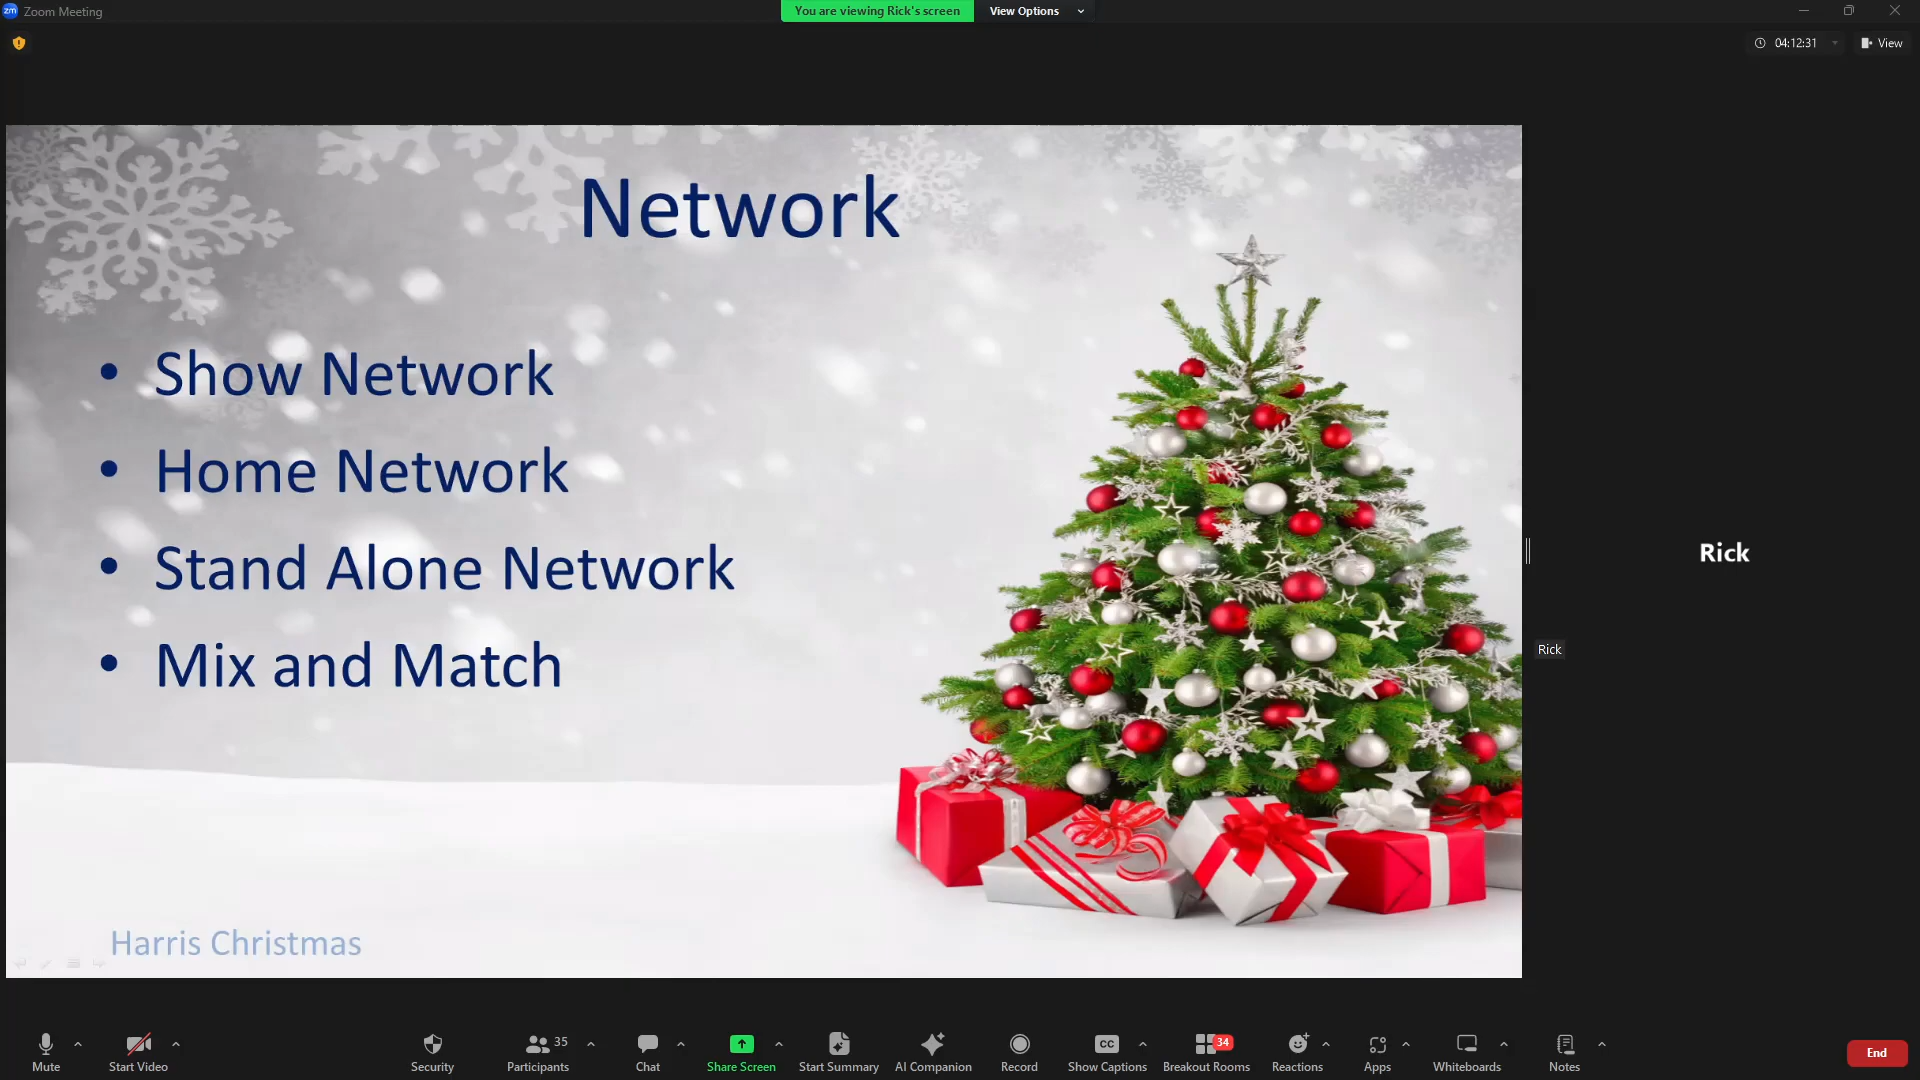 zm Zoom Meeting
You are viewing Rick's screen
View Options
04:12:31
View
Network
• Show Network
• Home Network
• Stand Alone Network
• Mix and Match
Harris Christmas
Rick
Rick
Mute
Start Video
Security
Participants 35
Chat
Share Screen
Start Summary
AI Companion
Record
CC
Show Captions
Breakout Rooms 34
Reactions
Apps
Whiteboards
Notes
End